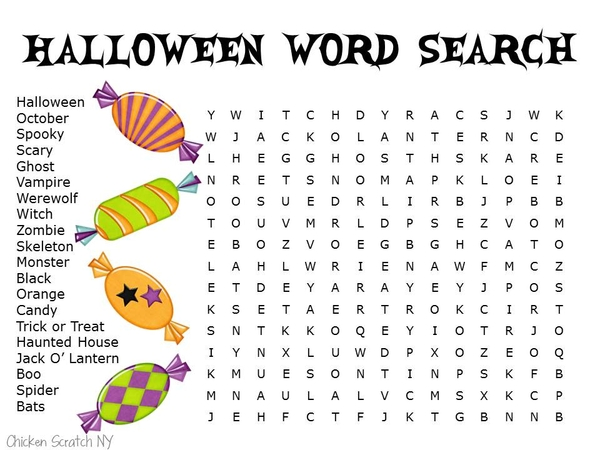 HALLOWEEN WORD SEARCH
Halloween
October
Spooky
Scary
Ghost
Vampire
Werewolf
Witch
Zombie
Skeleton
Monster
Black
Orange
Candy
Trick or Treat
Haunted House
Jack O’ Lantern
Boo
Spider
Bats
Y W I T C H D Y R A C S J W K
W J A C K O L A N T E R N C D
L H E G G H O S T H S K A R E
N R E T S N O M A P K L O E I
O O S U E D R L I R B J P B B
T O U V M R L D P S E Z V O M
E B O Z V O E G B G H C A T O
L A H L W R I E N A W F M C Z
E T D E Y A R A Y E Y J P O S
K S E T A E R T R O K C I R T
S N T K K O Q E Y I O T R J O
I Y N X L U W D P X O Z E O Q
K M U E S O N T I N P S K F B
M N A U L A L V C M S X K C P
J E H F C T F J K T G B N N B
Chicken Scratch NY